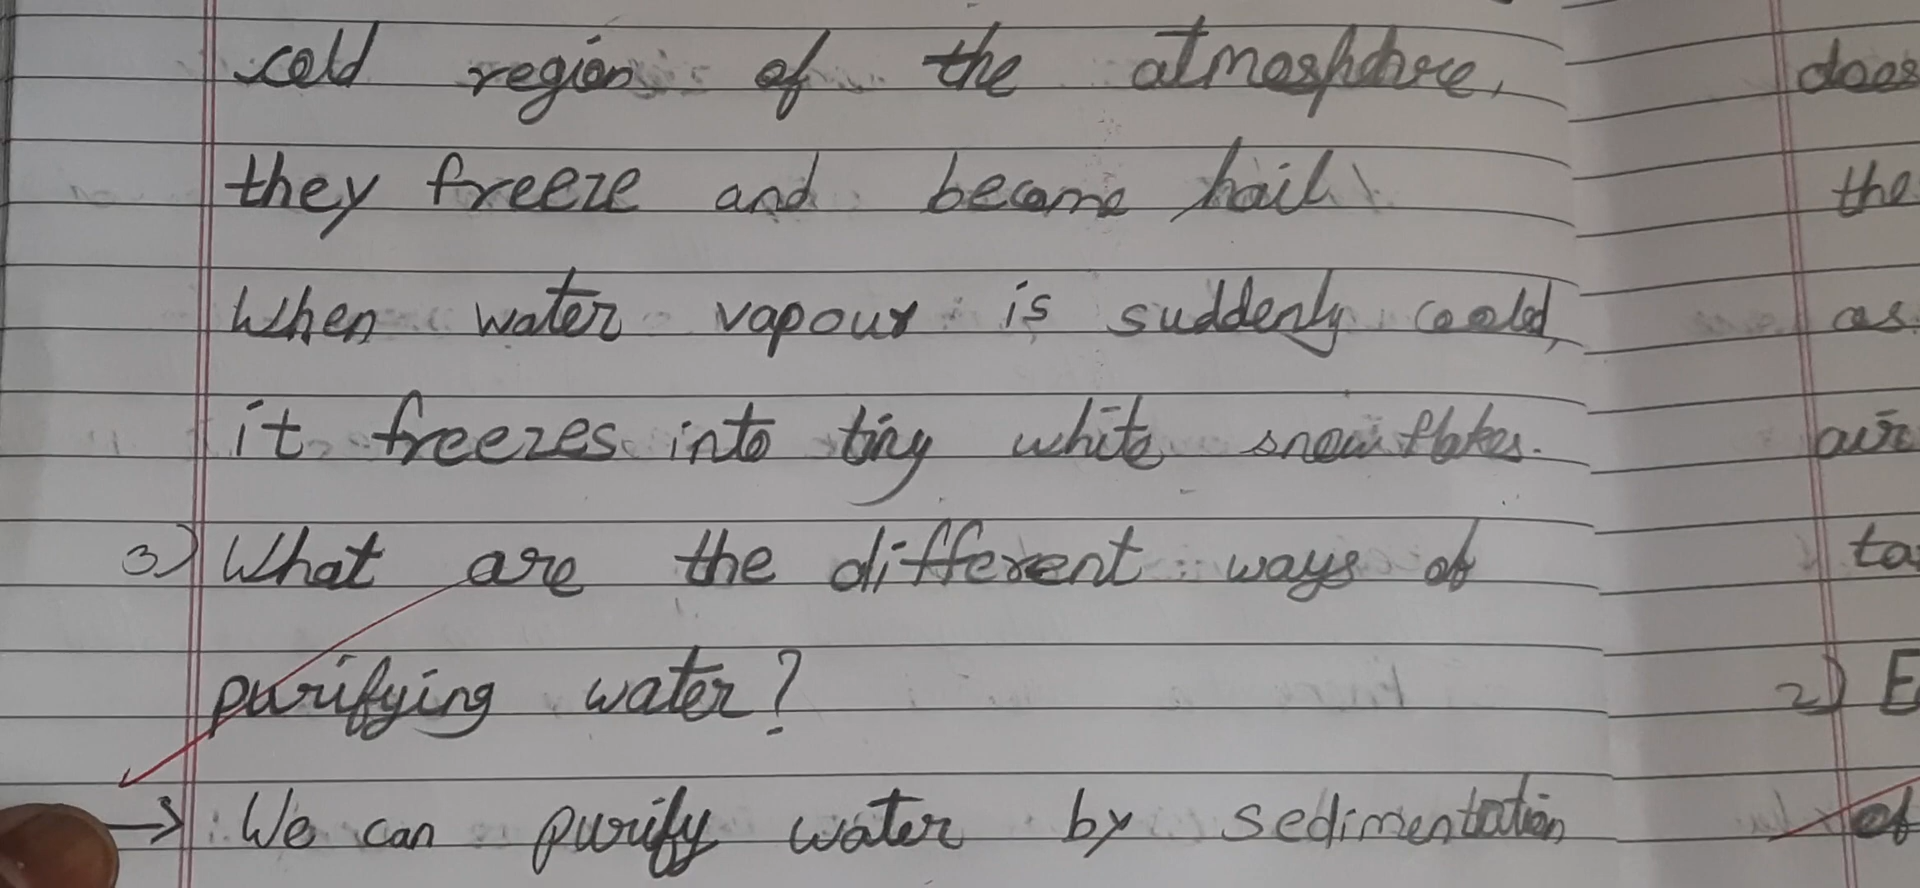 cold region of the atmosphere,
they freeze and become hail.
When water vapour is suddenly cooled,
it freezes into tiny white snowflakes.
3) What are the different ways of
purifying water?
→ We can purify water by sedimentation
does
the
as
air
2) E
of